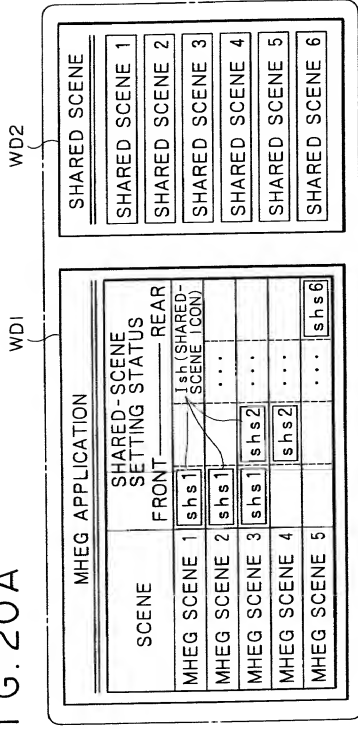 IG. 20A
WD1
MHEG APPLICATION
SCENE
SHARED-SCENE
SETTING STATUS
FRONT REAR
MHEG SCENE 1 shs1 Ish (SHARED-
SCENE ICON)
MHEG SCENE 2 shs1 ...
MHEG SCENE 3 shs1 shs2 ...
MHEG SCENE 4 shs2 ...
MHEG SCENE 5 ... shs6
WD2
SHARED SCENE
SHARED SCENE 1
SHARED SCENE 2
SHARED SCENE 3
SHARED SCENE 4
SHARED SCENE 5
SHARED SCENE 6